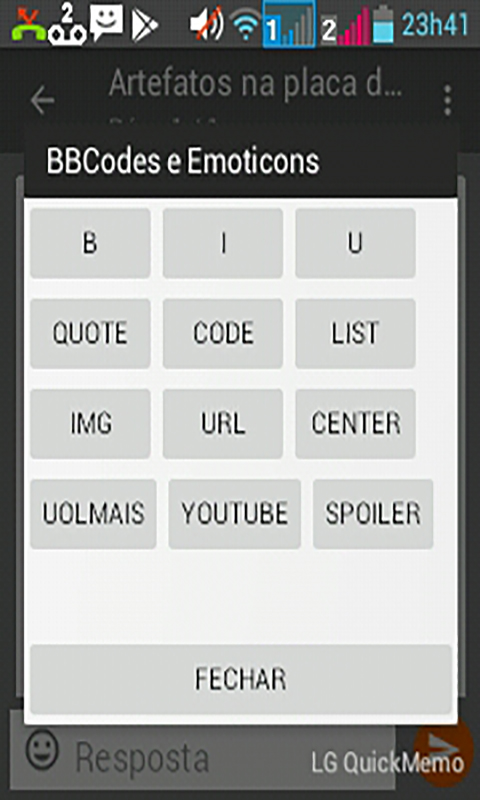 2 1 2 23h41
Artefatos na placa d...
BBCodes e Emoticons
B I U
QUOTE CODE LIST
IMG URL CENTER
UOLMAIS YOUTUBE SPOILER
FECHAR
Resposta
LG QuickMemo